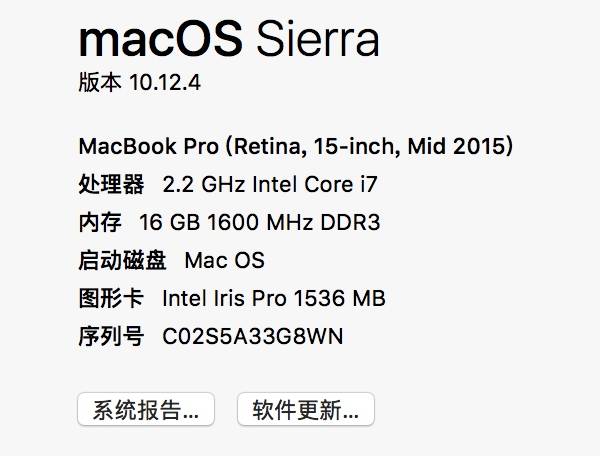 macOS Sierra
版本 10.12.4
MacBook Pro (Retina, 15-inch, Mid 2015)
处理器 2.2 GHz Intel Core i7
内存 16 GB 1600 MHz DDR3
启动磁盘 Mac OS
图形卡 Intel Iris Pro 1536 MB
序列号 C02S5A33G8WN
系统报告... 软件更新...